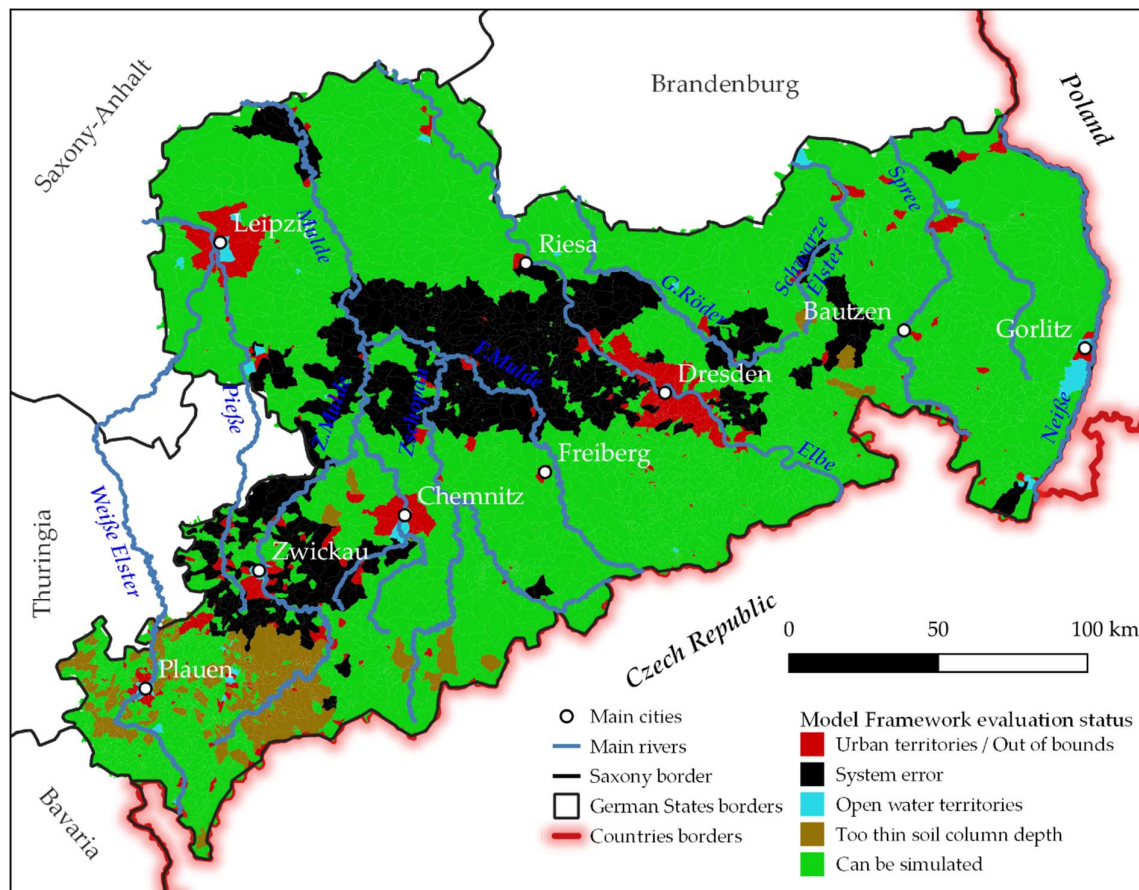 Saxony-Anhalt
Brandenburg
Poland
Leipzig
Mulde
Riesa
Spree
Schwarze
Elster
G.Röder
Bautzen
Gorlitz
Pieße
Z.Mulde
Zschopau
F.Mulde
Dresden
Neiße
Elbe
Freiberg
Chemnitz
Weiße Elster
Thuringia
Zwickau
Plauen
Czech Republic
Bavaria
0 50 100 km
Main cities
Main rivers
Saxony border
German States borders
Countries borders
Model Framework evaluation status
Urban territories / Out of bounds
System error
Open water territories
Too thin soil column depth
Can be simulated